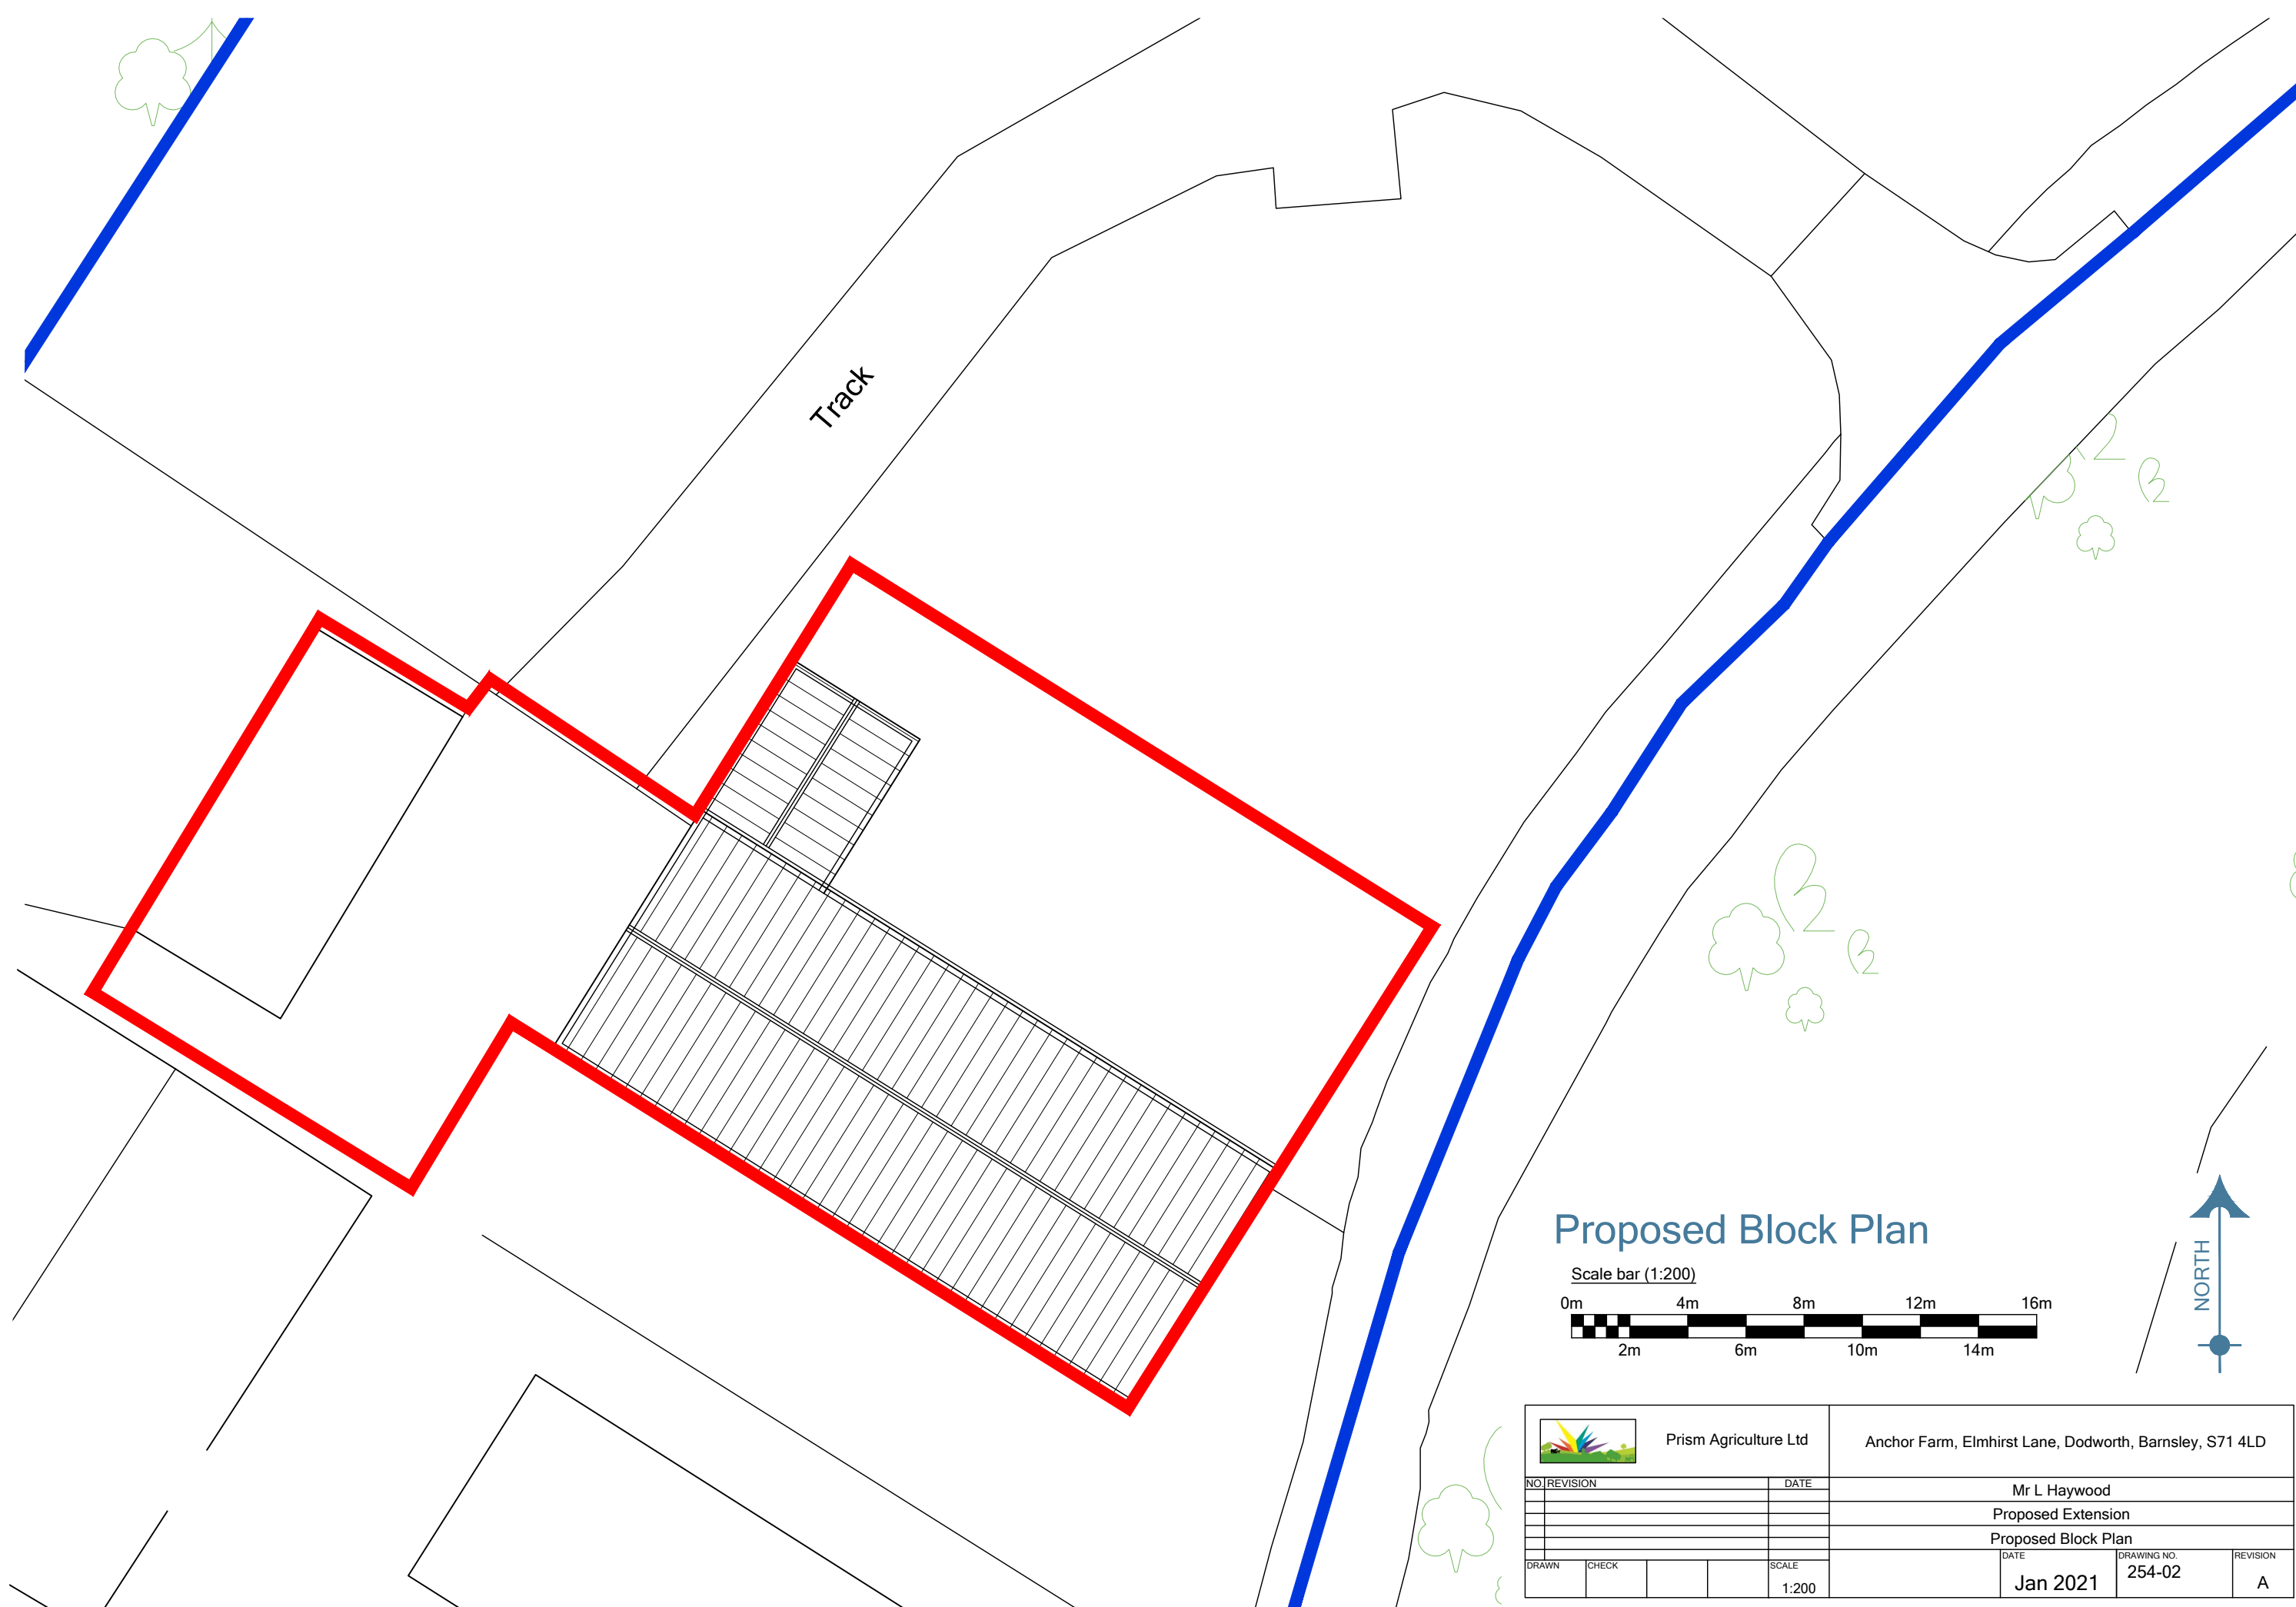 Track
Proposed Block Plan
Scale bar (1:200)
0m 4m 8m 12m 16m
2m 6m 10m 14m
NORTH
Prism Agriculture Ltd
Anchor Farm, Elmhirst Lane, Dodworth, Barnsley, S71 4LD
NO. REVISION DATE
Mr L Haywood
Proposed Extension
Proposed Block Plan
DRAWN CHECK SCALE
1:200
DATE
Jan 2021
DRAWING NO.
254-02
REVISION
A